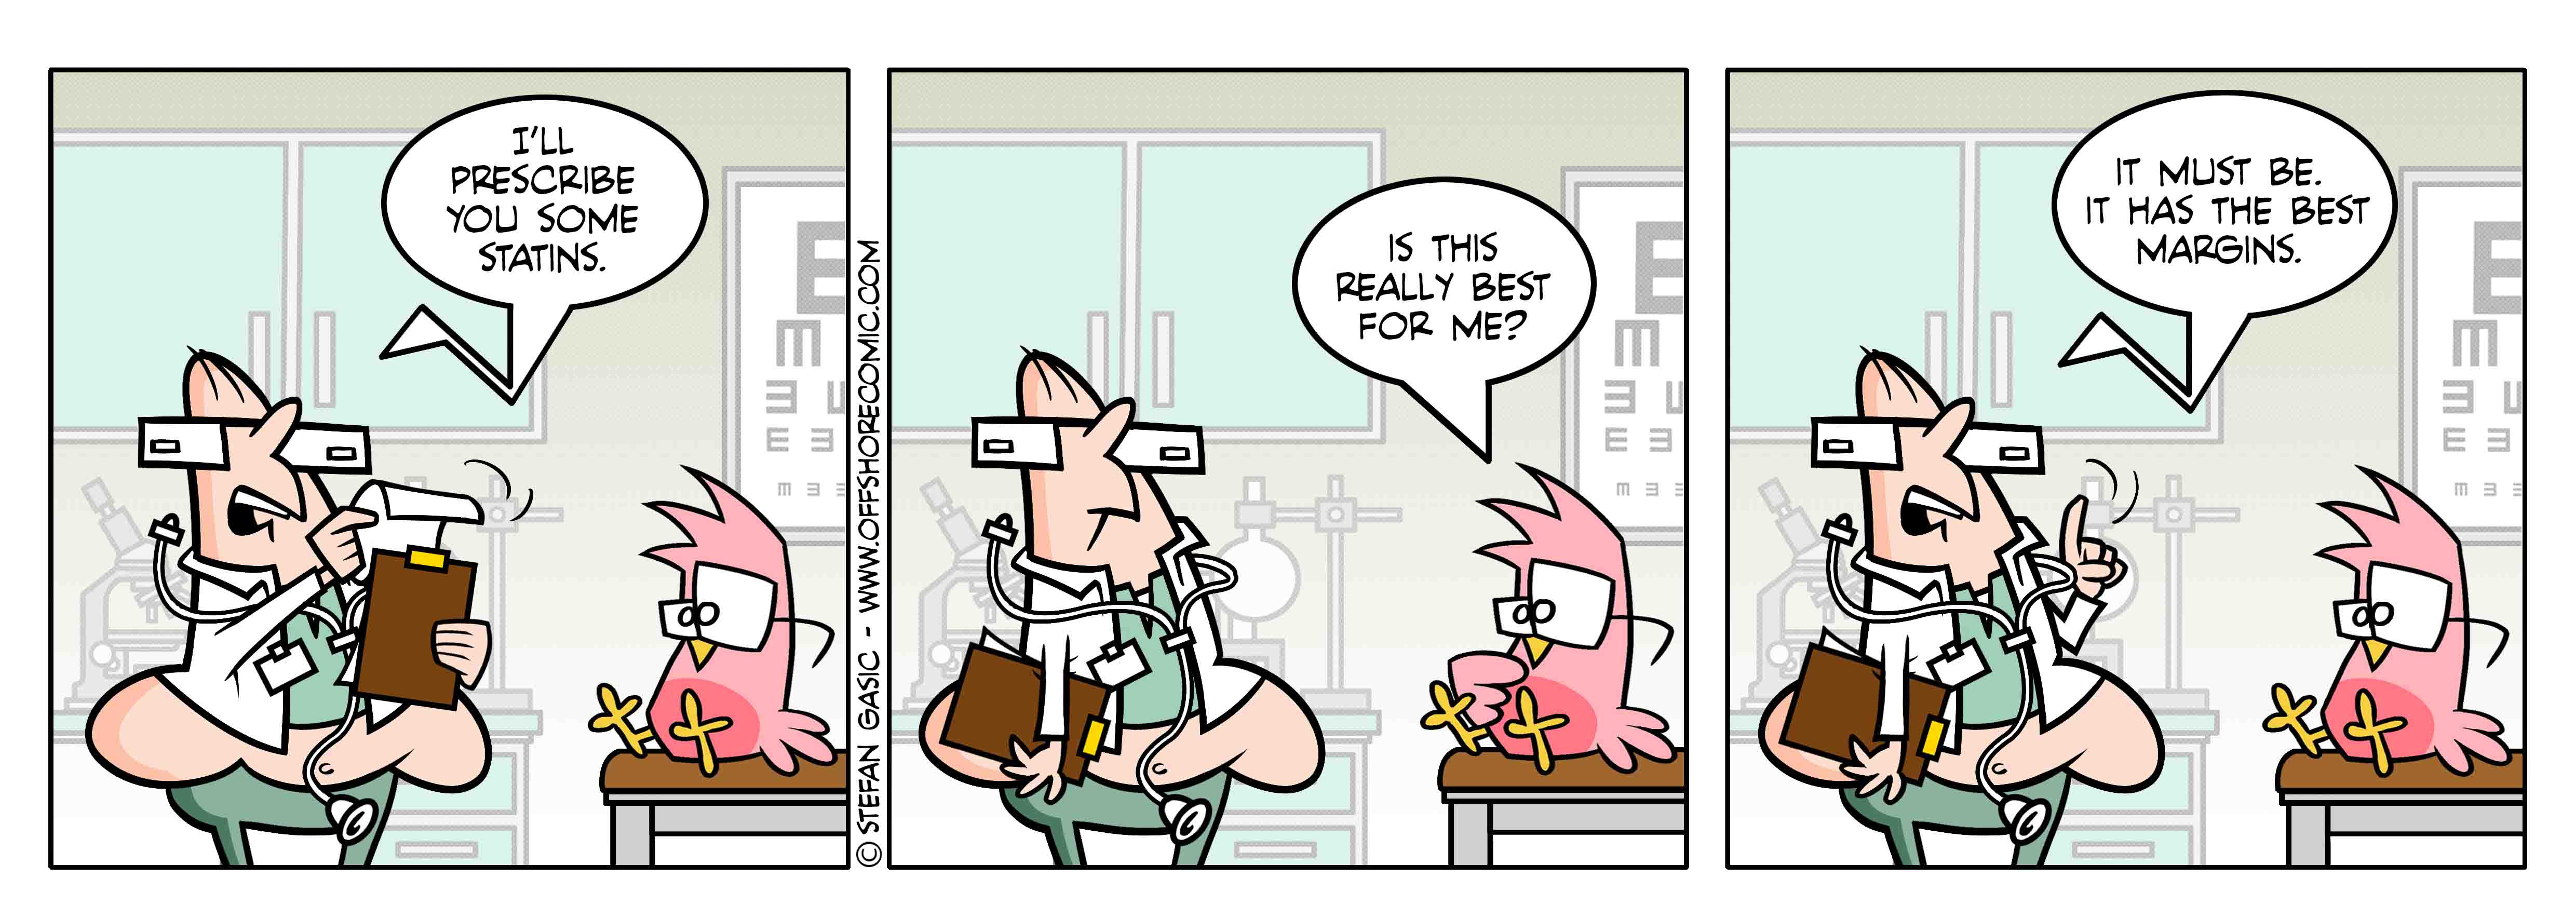 I'LL
PRESCRIBE
YOU SOME
STATINS.
© STEFAN GASIC - WWW.OFFSHORECOMIC.COM
IS THIS
REALLY BEST
FOR ME?
IT MUST BE.
IT HAS THE BEST
MARGINS.